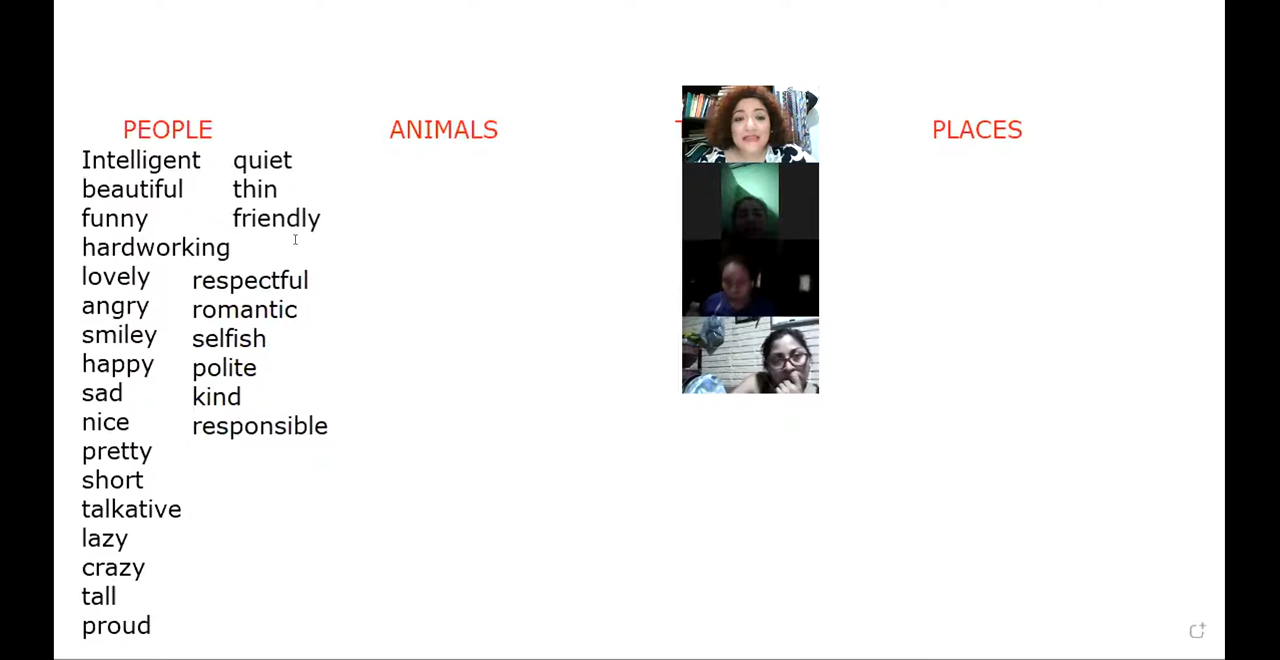 PEOPLE ANIMALS PLACES
Intelligent quiet
beautiful thin
funny friendly
hardworking
lovely respectful
angry romantic
smiley selfish
happy polite
sad kind
nice responsible
pretty
short
talkative
lazy
crazy
tall
proud